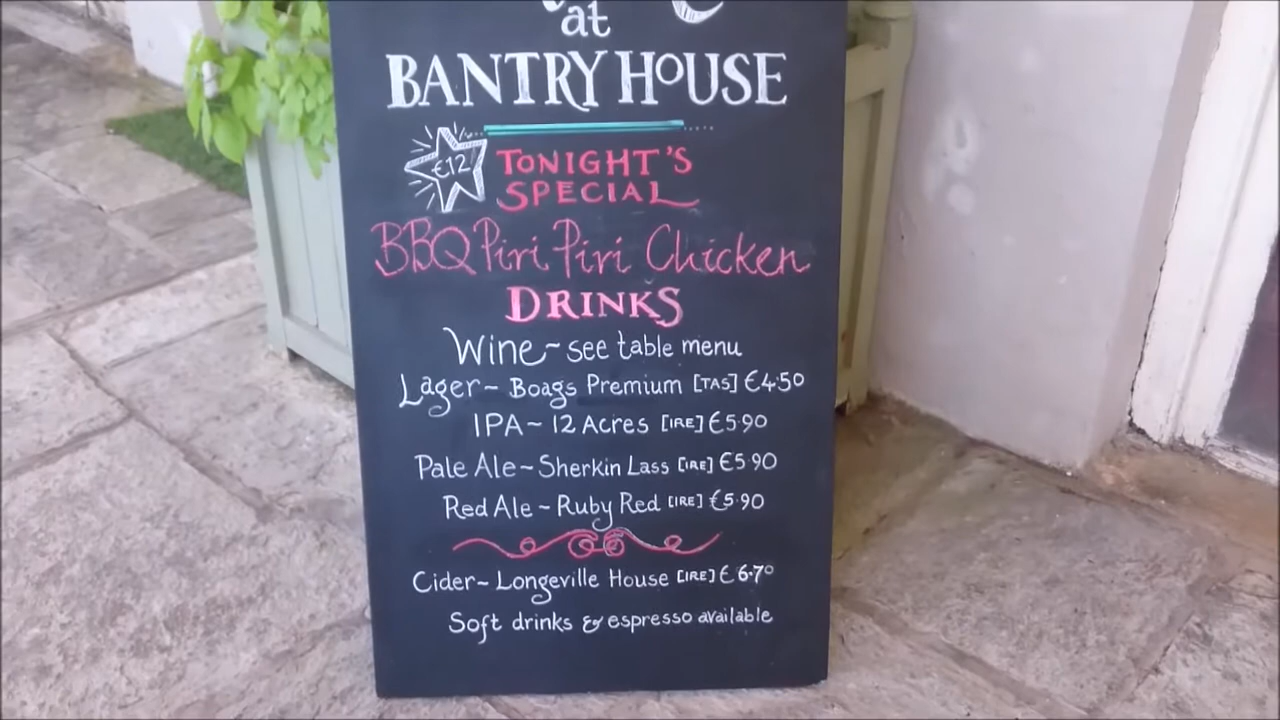 at
BANTRY HOUSE
€12
TONIGHT'S
SPECIAL
BBQ Piri Piri Chicken
DRINKS
Wine ~ see table menu
Lager ~ Boags Premium [TAS] €4.50
IPA ~ 12 Acres [IRE] €5.90
Pale Ale ~ Sherkin Lass [IRE] €5.90
Red Ale ~ Ruby Red [IRE] €5.90
Cider ~ Longeville House [IRE] € 6.70
Soft drinks & espresso available